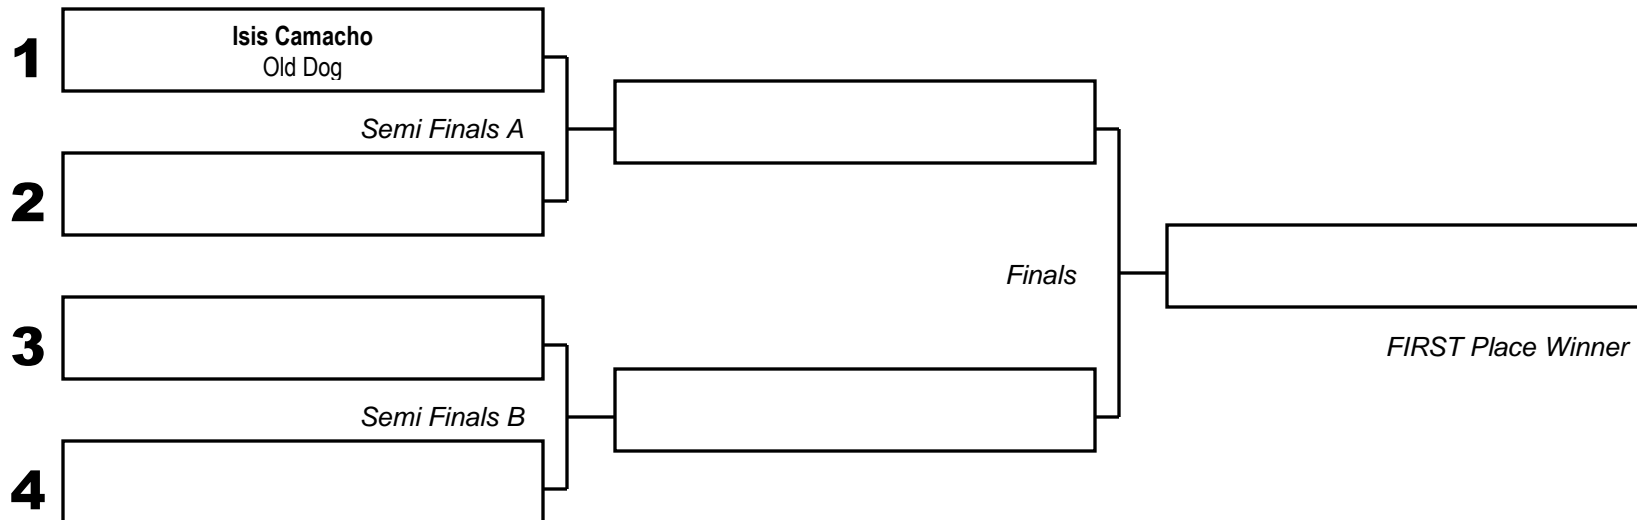 1
Isis Camacho
Old Dog
Semi Finals A
2
Finals
3
FIRST Place Winner
Semi Finals B
4